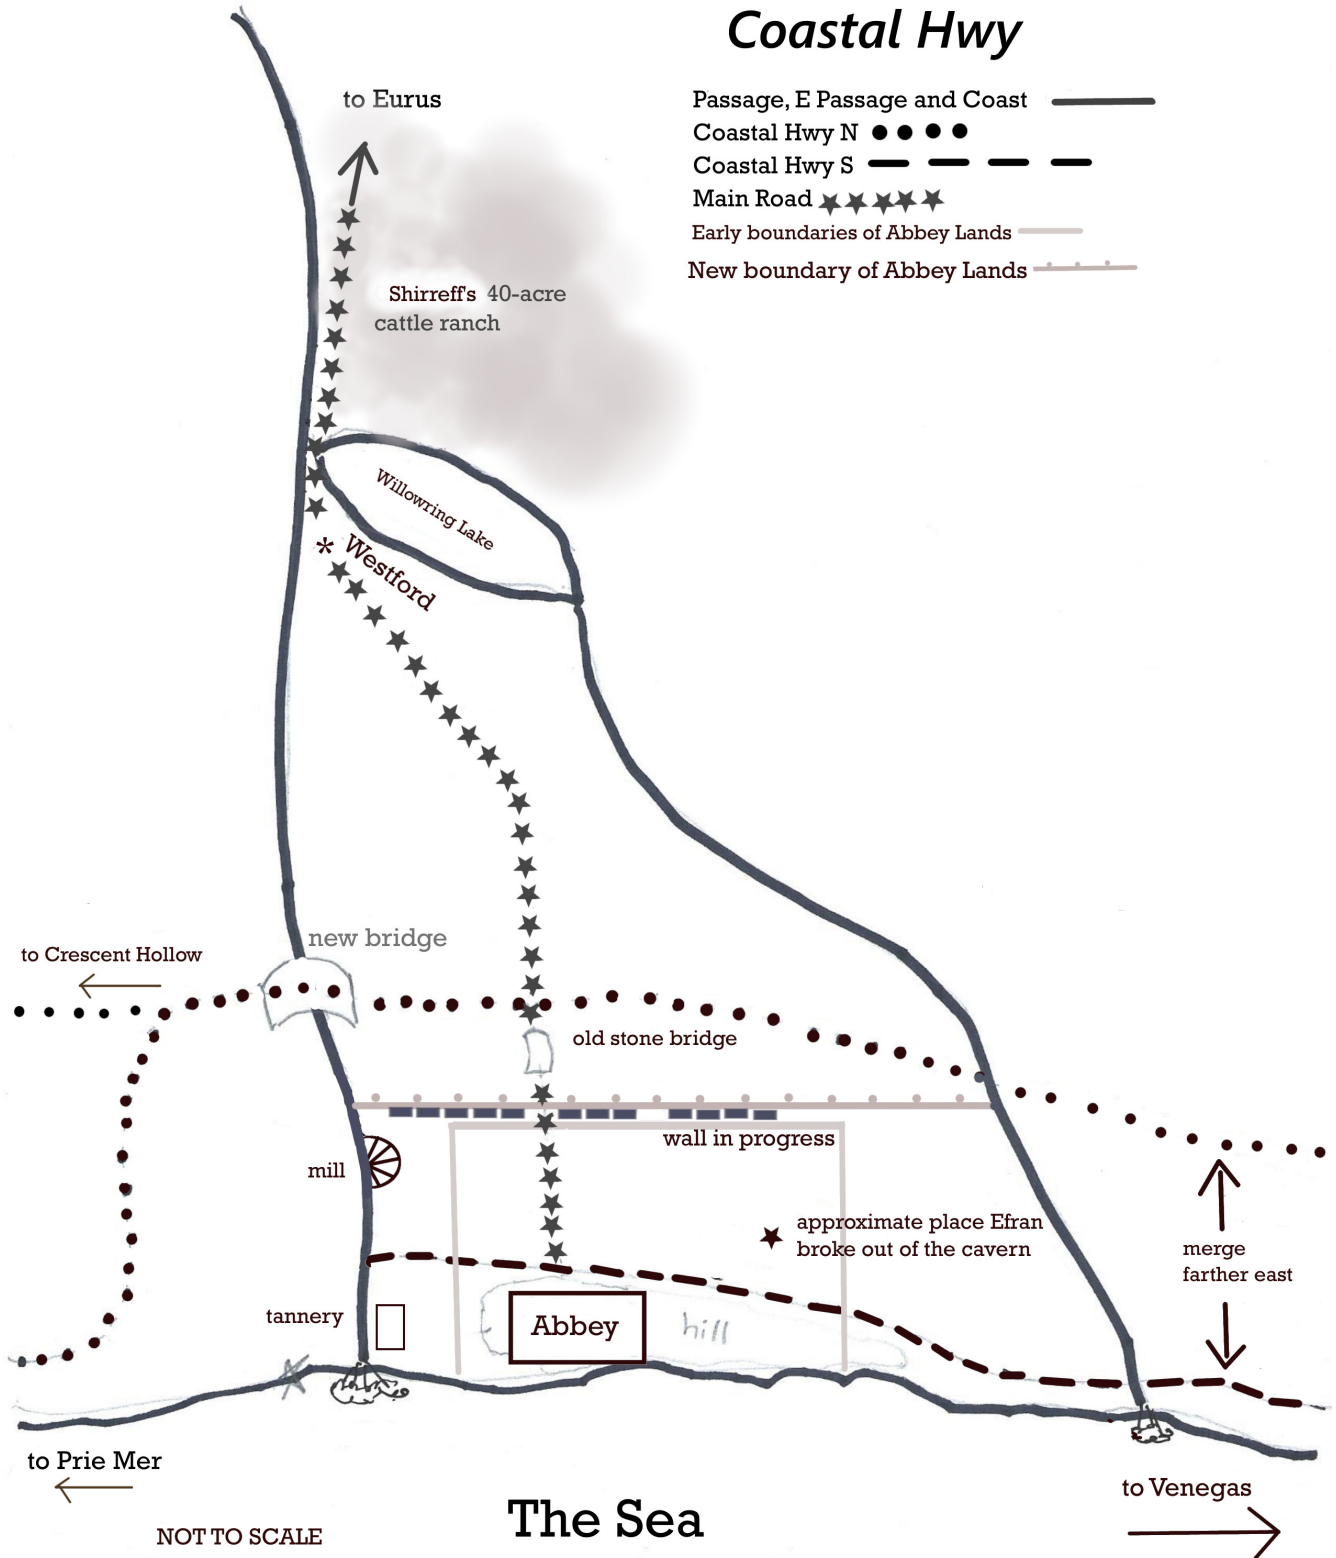 Coastal Hwy
Passage, E Passage and Coast
Coastal Hwy N
Coastal Hwy S
Main Road
Early boundaries of Abbey Lands
New boundary of Abbey Lands
to Eurus
Shirreff's 40-acre
cattle ranch
Willowring Lake
* Westford
new bridge
to Crescent Hollow
old stone bridge
wall in progress
mill
approximate place Efran
broke out of the cavern
merge
farther east
tannery
Abbey
hill
to Prie Mer
to Venegas
The Sea
NOT TO SCALE